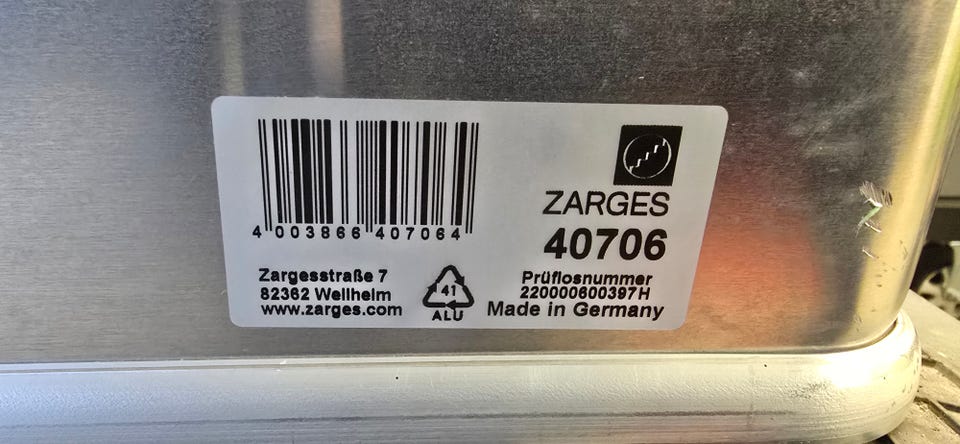 4 003866 407064
ZARGES
40706
Zargesstraße 7
82362 Weilheim
www.zarges.com
41
ALU
Prüflosnummer
220000600397H
Made in Germany